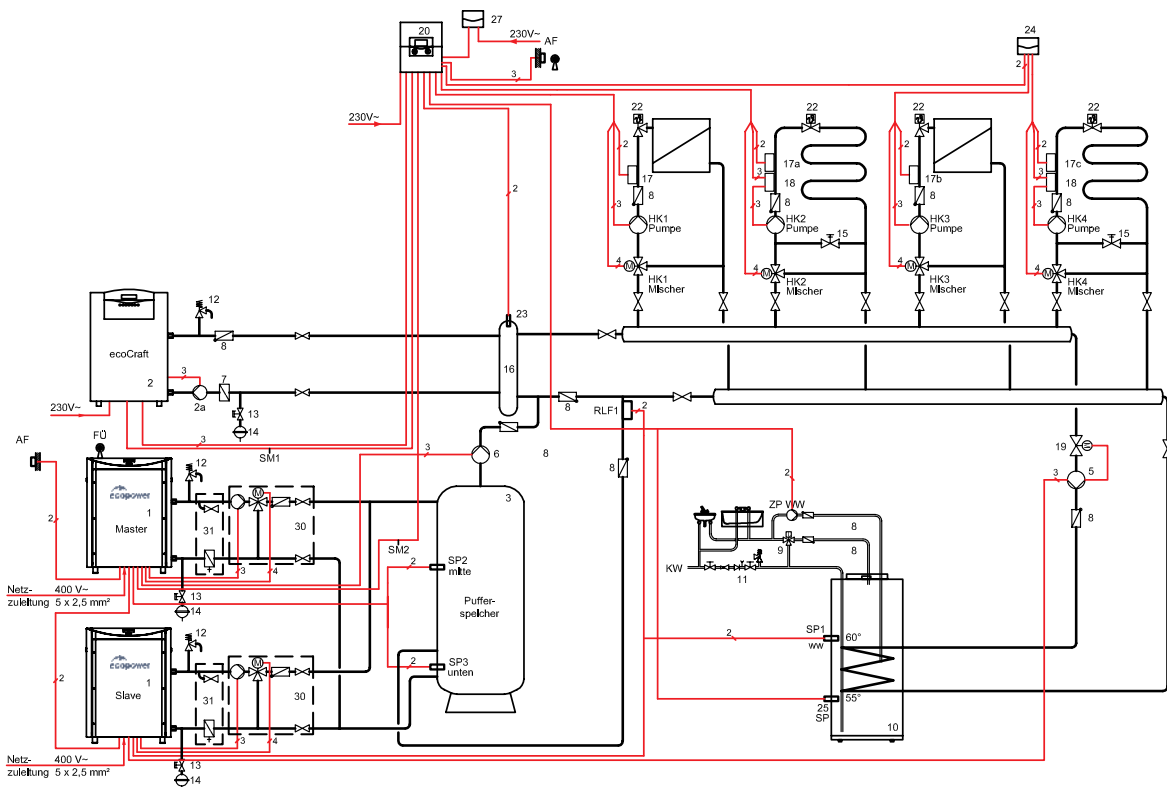 20
27
230V~
AF
3
24
2
230V~
22
22
22
22
2
2
2
2
2
17
17a
17b
17c
3
3
18
18
8
8
8
8
3
3
3
3
HK1
Pumpe
HK2
Pumpe
HK3
Pumpe
HK4
Pumpe
15
15
4
M
4
M
4
M
4
M
HK1
Mischer
HK2
Mischer
HK3
Mischer
HK4
Mischer
12
8
23
ecoCraft
16
2
3
2a
7
13
14
8
RLF1
2
230V~
3
SM1
AF
FÜ
12
3
6
8
8
19
3
5
8
ecopower
1
Master
M
31
30
3
2
ZP WW
8
9
8
KW
11
2
SM2
SP2
mitte
2
Puffer-
speicher
3
4
Netz-
zuleitung
400 V~
5 x 2,5 mm²
13
14
12
SP1
WW
60°
2
ecopower
1
Slave
M
31
30
SP3
unten
2
2
55°
25
SP
10
3
4
Netz-
zuleitung
400 V~
5 x 2,5 mm²
13
14